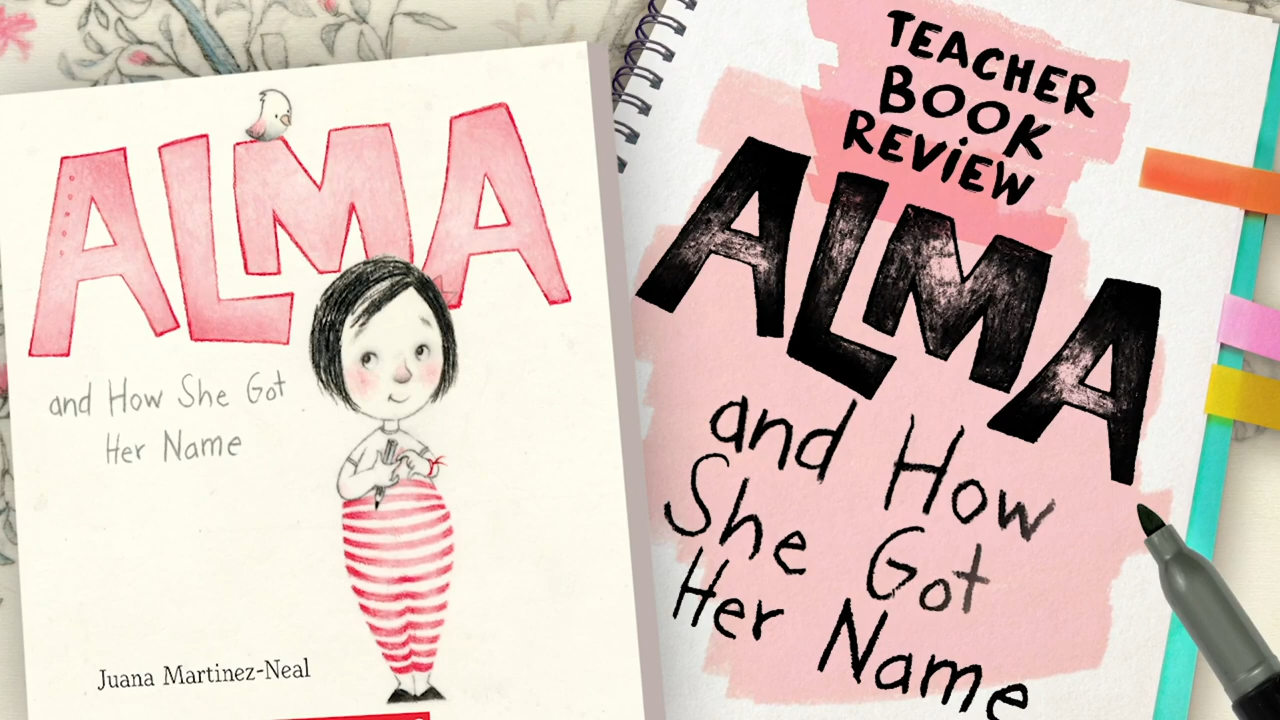 ALMA
and How She Got
Her Name
Juana Martinez-Neal
TEACHER
BOOK
REVIEW
ALMA
and How
She Got
Her Name